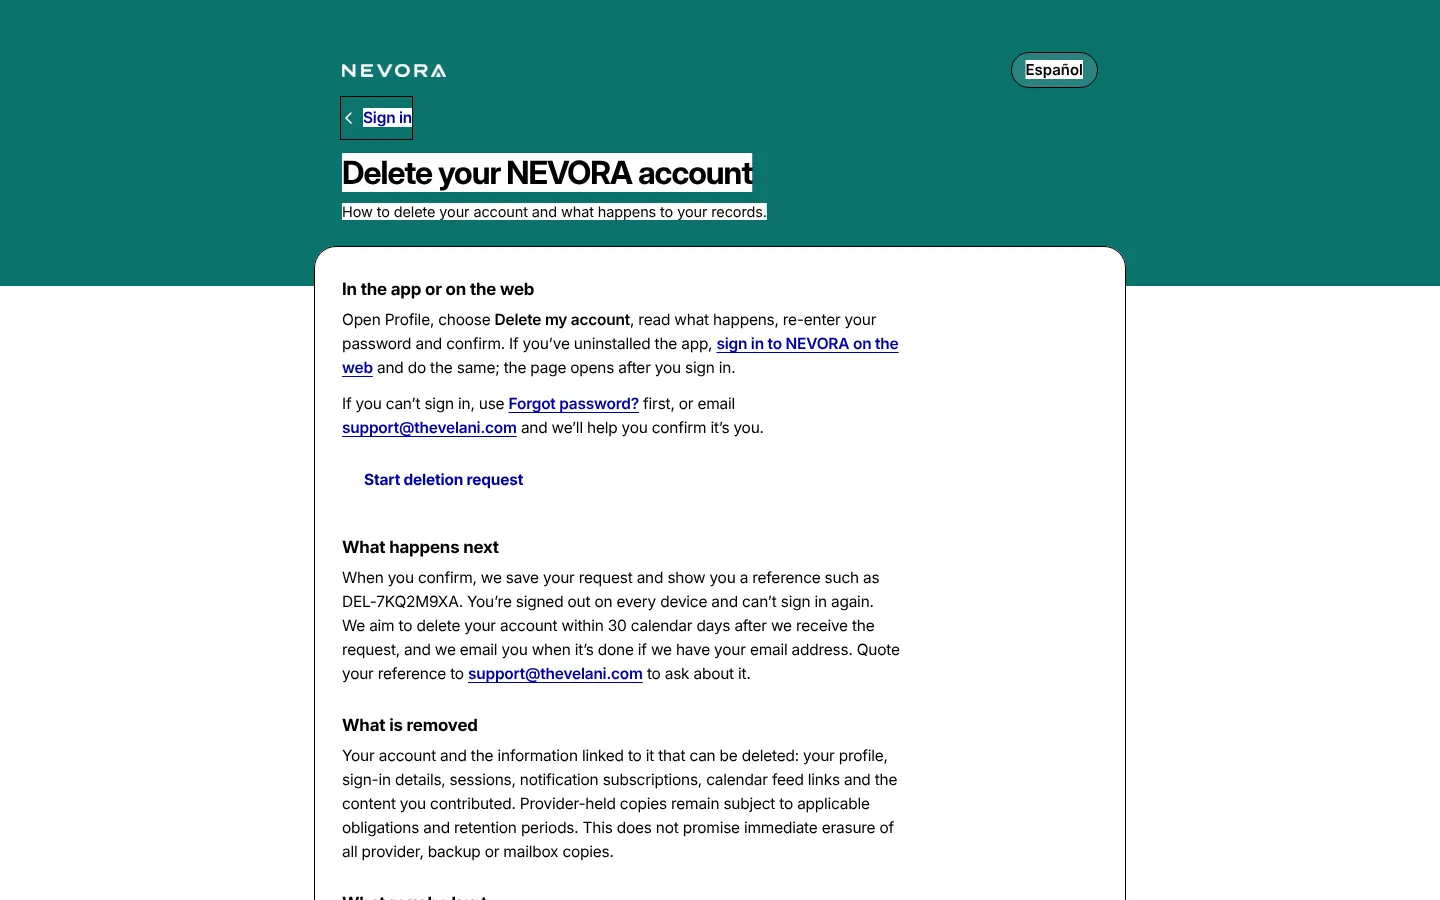 NEVORA
Español
Sign in
Delete your NEVORA account
How to delete your account and what happens to your records.
In the app or on the web
Open Profile, choose Delete my account, read what happens, re-enter your
password and confirm. If you’ve uninstalled the app, sign in to NEVORA on the
web and do the same; the page opens after you sign in.
If you can’t sign in, use Forgot password? first, or email
support@thevelani.com and we’ll help you confirm it’s you.
Start deletion request
What happens next
When you confirm, we save your request and show you a reference such as
DEL-7KQ2M9XA. You’re signed out on every device and can’t sign in again.
We aim to delete your account within 30 calendar days after we receive the
request, and we email you when it’s done if we have your email address. Quote
your reference to support@thevelani.com to ask about it.
What is removed
Your account and the information linked to it that can be deleted: your profile,
sign-in details, sessions, notification subscriptions, calendar feed links and the
content you contributed. Provider-held copies remain subject to applicable
obligations and retention periods. This does not promise immediate erasure of
all provider, backup or mailbox copies.